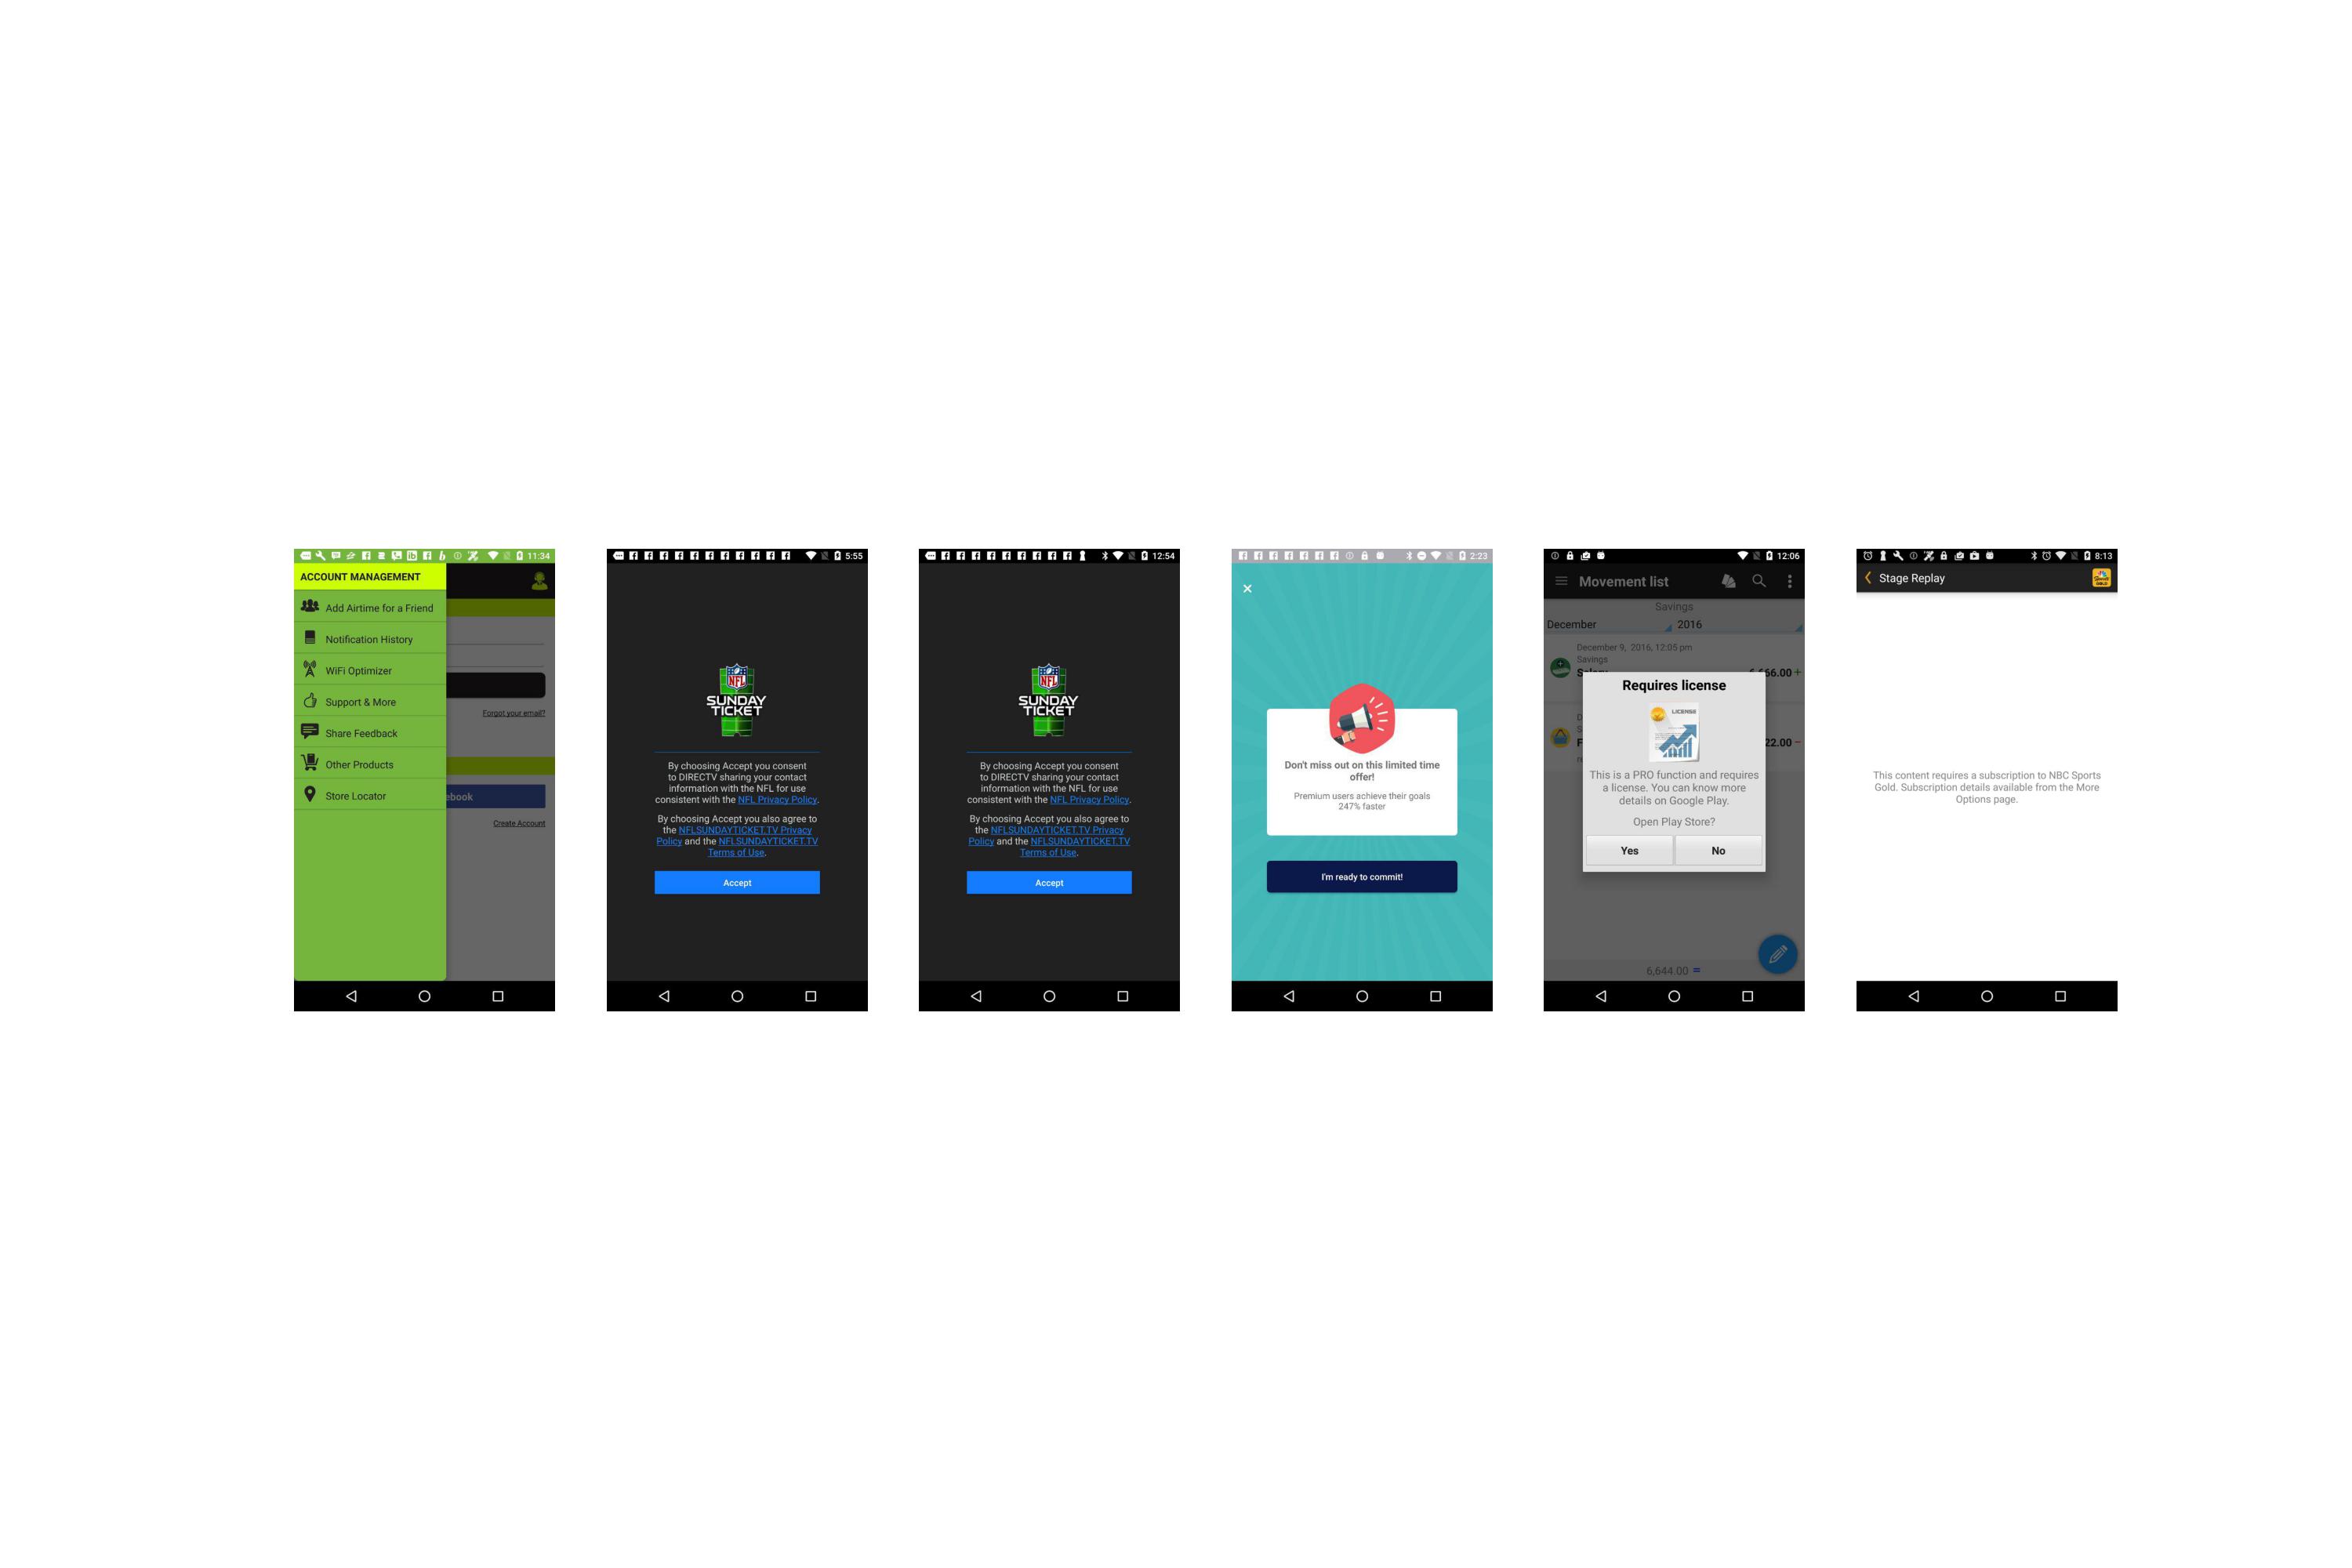 11:34
ACCOUNT MANAGEMENT
Add Airtime for a Friend
Notification History
WiFi Optimizer
Support & More
Forgot your email?
Share Feedback
Other Products
Store Locator
ebook
Create Account
5:55
NFL
SUNDAY
TICKET
By choosing Accept you consent
to DIRECTV sharing your contact
information with the NFL for use
consistent with the NFL Privacy Policy.
By choosing Accept you also agree to
the NFLSUNDAYTICKET.TV Privacy
Policy and the NFLSUNDAYTICKET.TV
Terms of Use.
Accept
12:54
NFL
SUNDAY
TICKET
By choosing Accept you consent
to DIRECTV sharing your contact
information with the NFL for use
consistent with the NFL Privacy Policy.
By choosing Accept you also agree to
the NFLSUNDAYTICKET.TV Privacy
Policy and the NFLSUNDAYTICKET.TV
Terms of Use.
Accept
2:23
Don't miss out on this limited time
offer!
Premium users achieve their goals
247% faster
I'm ready to commit!
12:06
Movement list
Savings
December 2016
December 9, 2016, 12:05 pm
Savings
66.00+
Requires license
LICENSE
22.00-
This is a PRO function and requires
a license. You can know more
details on Google Play.
Open Play Store?
Yes No
6,644.00 =
8:13
Stage Replay
This content requires a subscription to NBC Sports
Gold. Subscription details available from the More
Options page.